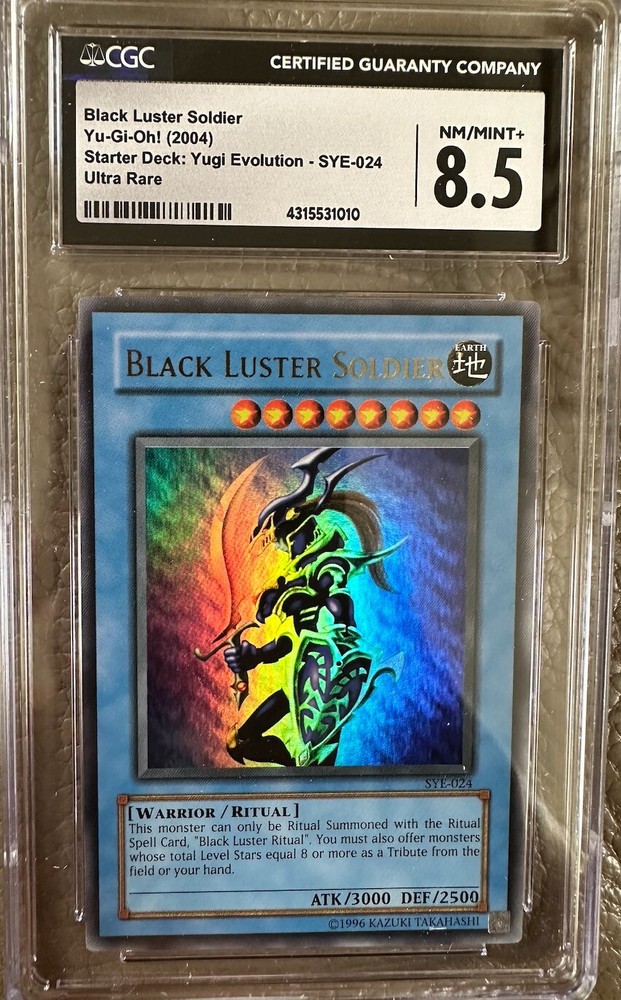 CGC
CERTIFIED GUARANTY COMPANY
Black Luster Soldier
Yu-Gi-Oh! (2004)
Starter Deck: Yugi Evolution - SYE-024
Ultra Rare
NM/MINT+
8.5
4315531010
BLACK LUSTER SOLDIER
EARTH
地
SYE-024
[WARRIOR / RITUAL]
This monster can only be Ritual Summoned with the Ritual
Spell Card, "Black Luster Ritual". You must also offer monsters
whose total Level Stars equal 8 or more as a Tribute from the
field or your hand.
ATK/3000 DEF/2500
©1996 KAZUKI TAKAHASHI